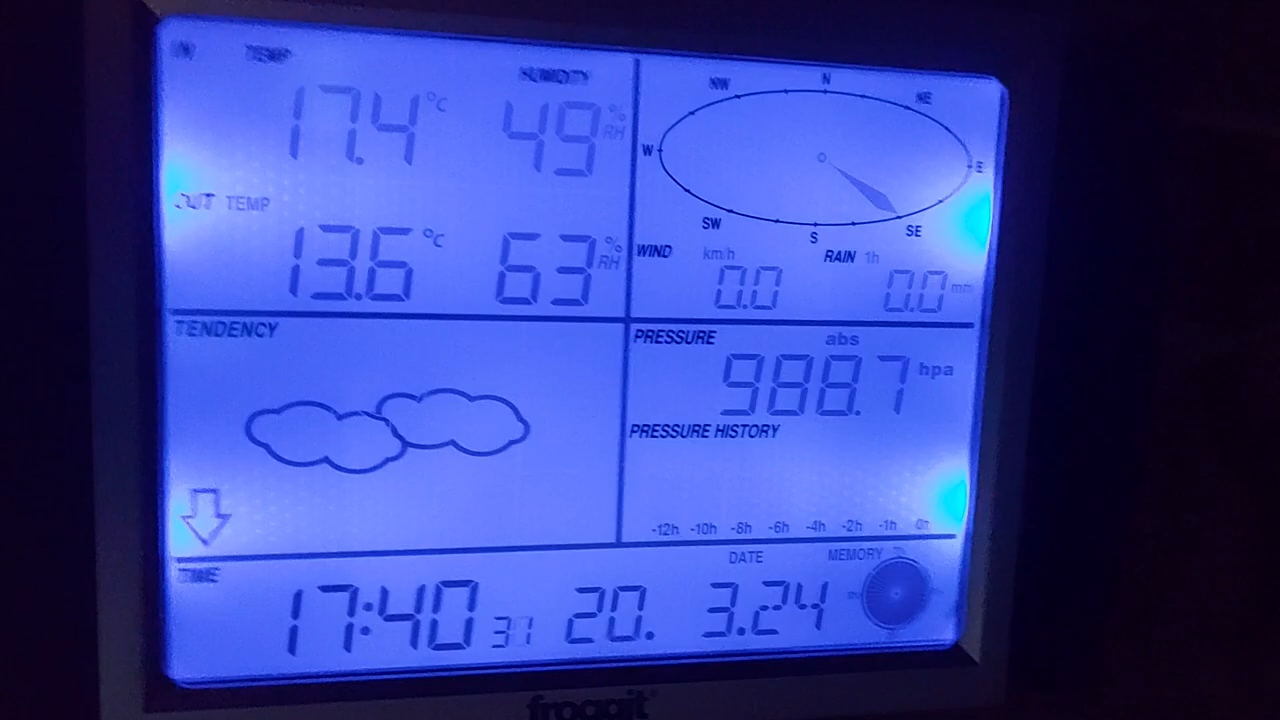 IN TEMP HUMIDITY
17.4 °C 49 % RH
OUT TEMP
13.6 °C 63 % RH
N
NE
E
SE
S
SW
W
NW
WIND km/h RAIN 1h
0.0 0.0 mm
TENDENCY
PRESSURE abs
988.7 hpa
PRESSURE HISTORY
-12h -10h -8h -6h -4h -2h -1h
TIME DATE MEMORY
17:40 31 20. 3.24
froggit